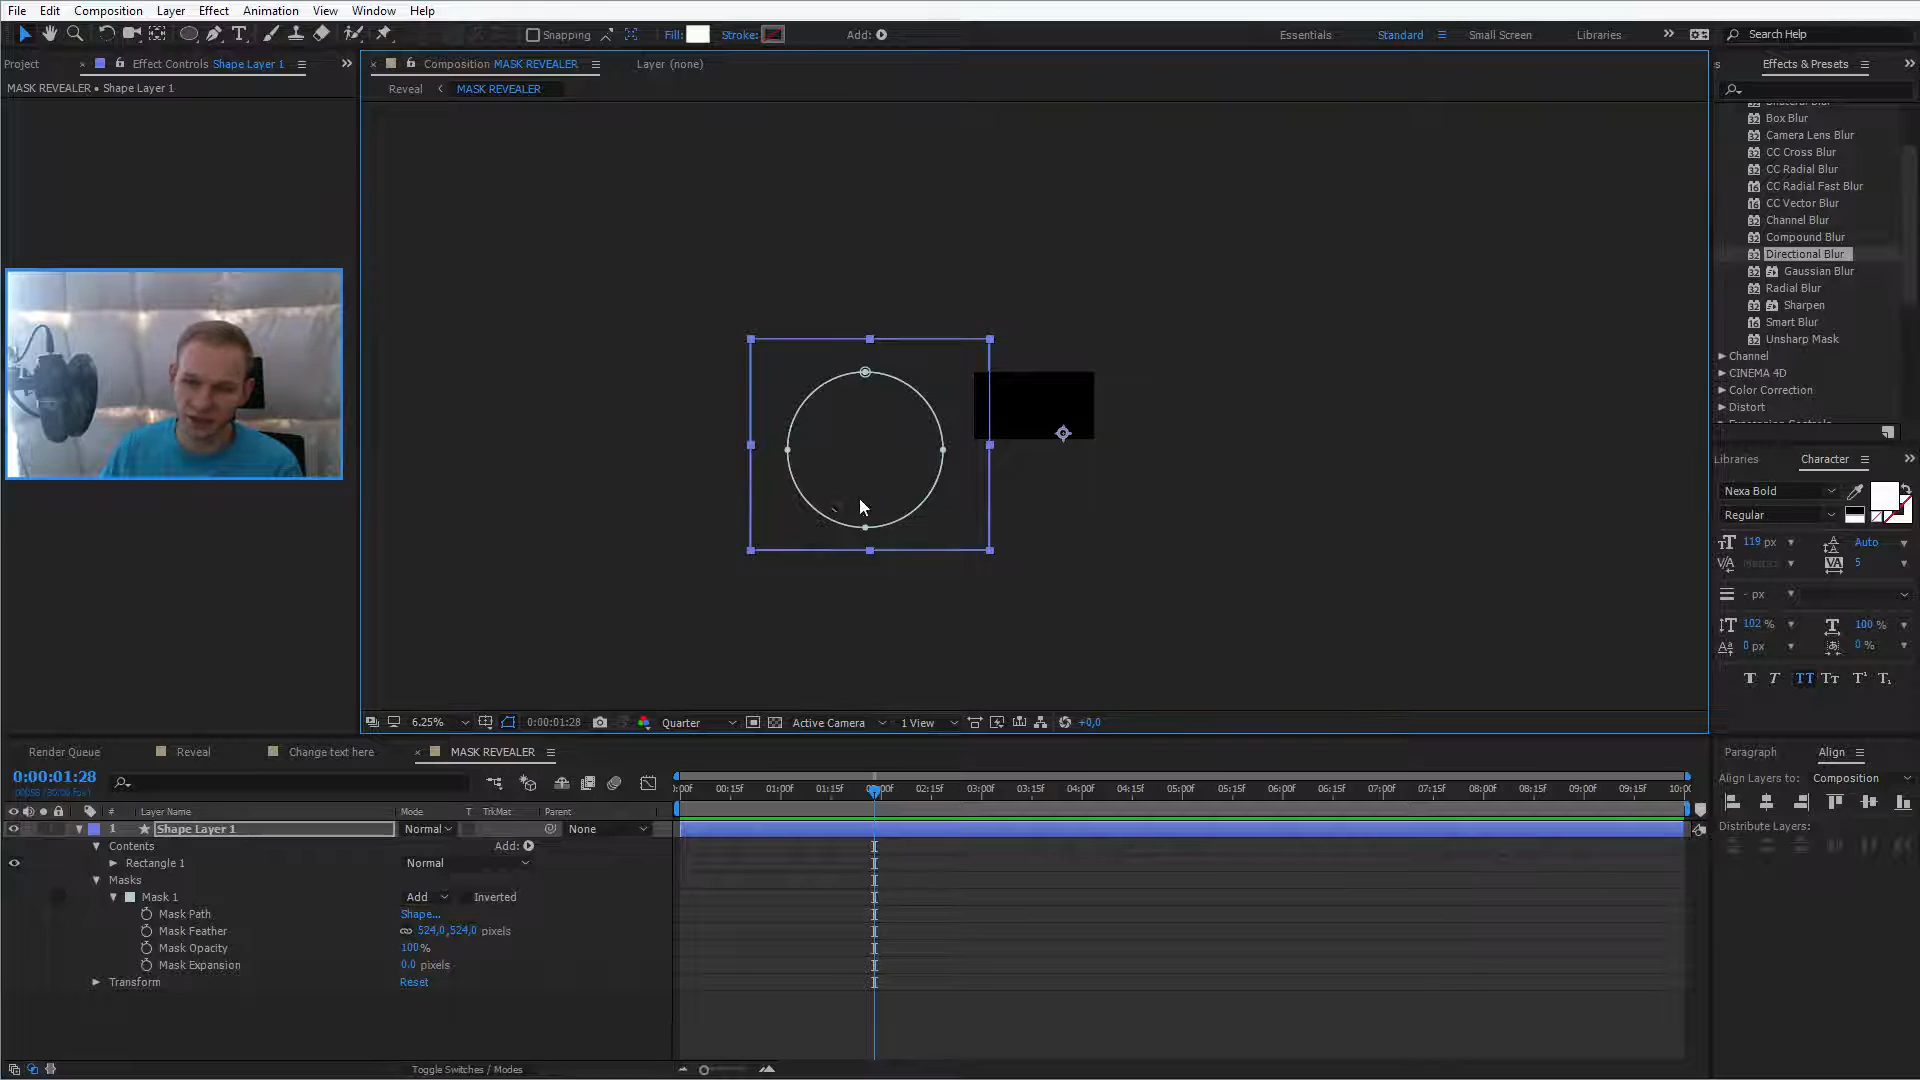 File Edit Composition Layer Effect Animation View Window Help
Snapping Fill: Stroke: Add: Essentials Standard Small Screen Libraries Search Help
Project Effect Controls Shape Layer 1 Composition MASK REVEALER Layer (none) Effects & Presets
MASK REVEALER • Shape Layer 1 Reveal MASK REVEALER
Box Blur
Camera Lens Blur
CC Cross Blur
CC Radial Blur
CC Radial Fast Blur
CC Vector Blur
Channel Blur
Compound Blur
Directional Blur
Gaussian Blur
Radial Blur
Sharpen
Smart Blur
Unsharp Mask
Channel
CINEMA 4D
Color Correction
Distort
Libraries Character
Nexa Bold
Regular
119 px Auto
5
- px
102 % 100 %
0 px 0 %
T T TT Tt T¹ T₁
6.25% 0:00:01:28 Quarter Active Camera 1 View +0,0
Render Queue Reveal Change text here MASK REVEALER Paragraph Align
0:00:01:28 Align Layers to: Composition
:00f 00:15f 01:00f 01:15f 02:00f 02:15f 03:00f 03:15f 04:00f 04:15f 05:00f 05:15f 06:00f 06:15f 07:00f 07:15f 08:00f 08:15f 09:00f 09:15f 10:0
# Layer Name Mode T TrkMat Parent
Distribute Layers:
1 Shape Layer 1 Normal None
Contents Add:
Rectangle 1 Normal
Masks
Mask 1 Add Inverted
Mask Path Shape...
Mask Feather 524,0,524,0 pixels
Mask Opacity 100%
Mask Expansion 0.0 pixels
Transform Reset
Toggle Switches / Modes